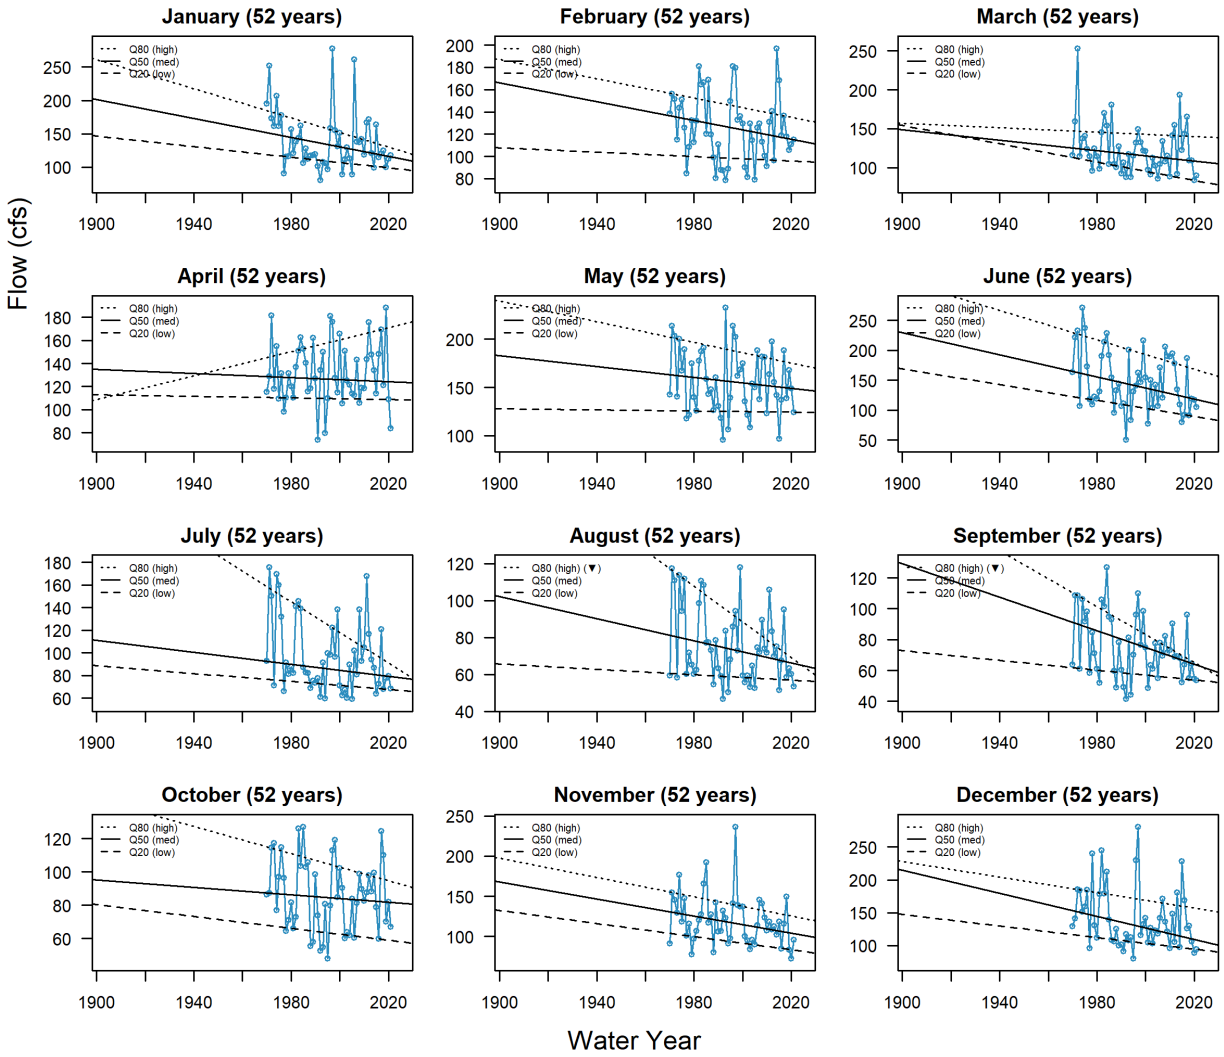 January (52 years)
February (52 years)
March (52 years)
Q80 (high)
Q50 (med)
Q20 (low)
250
200
150
100
1900
1940
1980
2020
Q80 (high)
Q50 (med)
Q20 (low)
200
180
160
140
120
100
80
1900
1940
1980
2020
Q80 (high)
Q50 (med)
Q20 (low)
250
200
150
100
1900
1940
1980
2020
Flow (cfs)
April (52 years)
May (52 years)
June (52 years)
Q80 (high)
Q50 (med)
Q20 (low)
180
160
140
120
100
80
1900
1940
1980
2020
Q80 (high)
Q50 (med)
Q20 (low)
200
150
100
1900
1940
1980
2020
Q80 (high)
Q50 (med)
Q20 (low)
250
200
150
100
50
1900
1940
1980
2020
July (52 years)
August (52 years)
September (52 years)
Q80 (high)
Q50 (med)
Q20 (low)
180
160
140
120
100
80
60
1900
1940
1980
2020
Q80 (high) (▼)
Q50 (med)
Q20 (low)
120
100
80
60
40
1900
1940
1980
2020
Q80 (high) (▼)
Q50 (med)
Q20 (low)
120
100
80
60
40
1900
1940
1980
2020
October (52 years)
November (52 years)
December (52 years)
Q80 (high)
Q50 (med)
Q20 (low)
120
100
80
60
1900
1940
1980
2020
Q80 (high)
Q50 (med)
Q20 (low)
250
200
150
100
1900
1940
1980
2020
Q80 (high)
Q50 (med)
Q20 (low)
250
200
150
100
1900
1940
1980
2020
Water Year